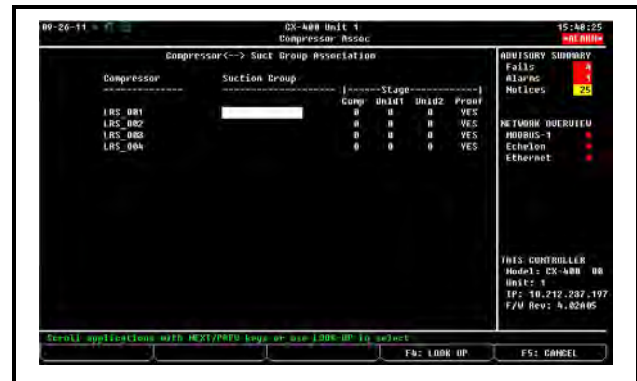 09-26-11 CX-400 Unit 1 15:48:25
Compressor Assoc *ALARM*
Compressor<--> Suct Group Association
ADVISORY SUMMARY
Fails 4
Alarms 1
Notices 25
Compressor Suction Group
-----Stage-----
Comp Unld1 Unld2 Proof
LRS_001 0 0 0 YES
LRS_002 0 0 0 YES
LRS_003 0 0 0 YES
LRS_004 0 0 0 YES
NETWORK OVERVIEW
MODBUS-1
Echelon
Ethernet
THIS CONTROLLER
Model: CX-400 00
Unit: 1
IP: 10.212.237.197
F/W Rev: 4.02A05
Scroll applications with NEXT/PREV keys or use LOOK UP to select
F4: LOOK UP F5: CANCEL